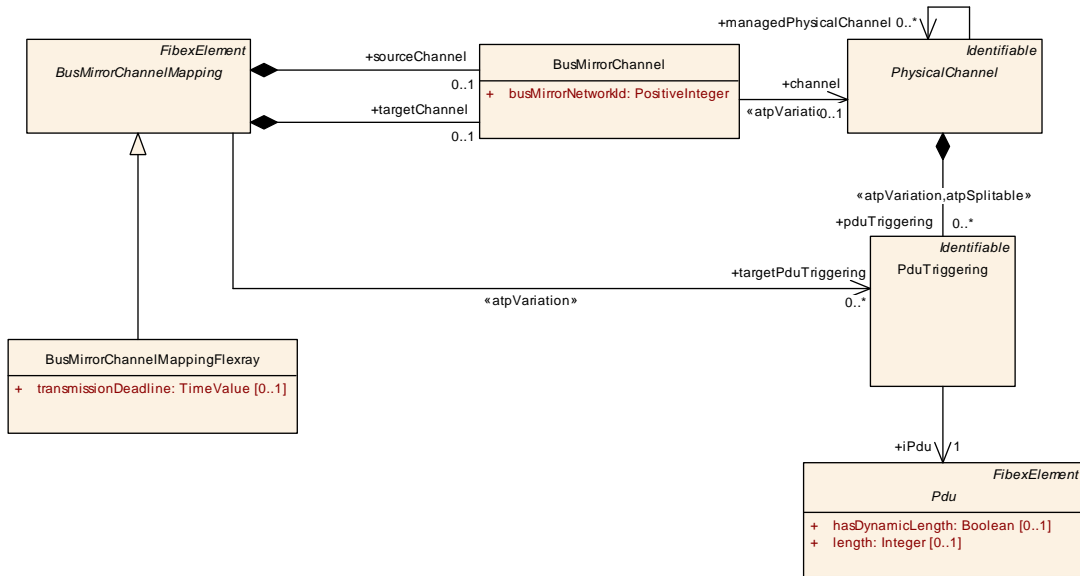 +managedPhysicalChannel 0..*
FibexElement
BusMirrorChannelMapping
+sourceChannel
0..1
+targetChannel
0..1
BusMirrorChannel
+ busMirrorNetworkId: PositiveInteger
+channel
«atpVariatic0..1
Identifiable
PhysicalChannel
«atpVariation,atpSplitable»
+pduTriggering 0..*
Identifiable
PduTriggering
+targetPduTriggering
«atpVariation»
0..*
BusMirrorChannelMappingFlexray
+ transmissionDeadline: TimeValue [0..1]
+iPdu 1
FibexElement
Pdu
+ hasDynamicLength: Boolean [0..1]
+ length: Integer [0..1]